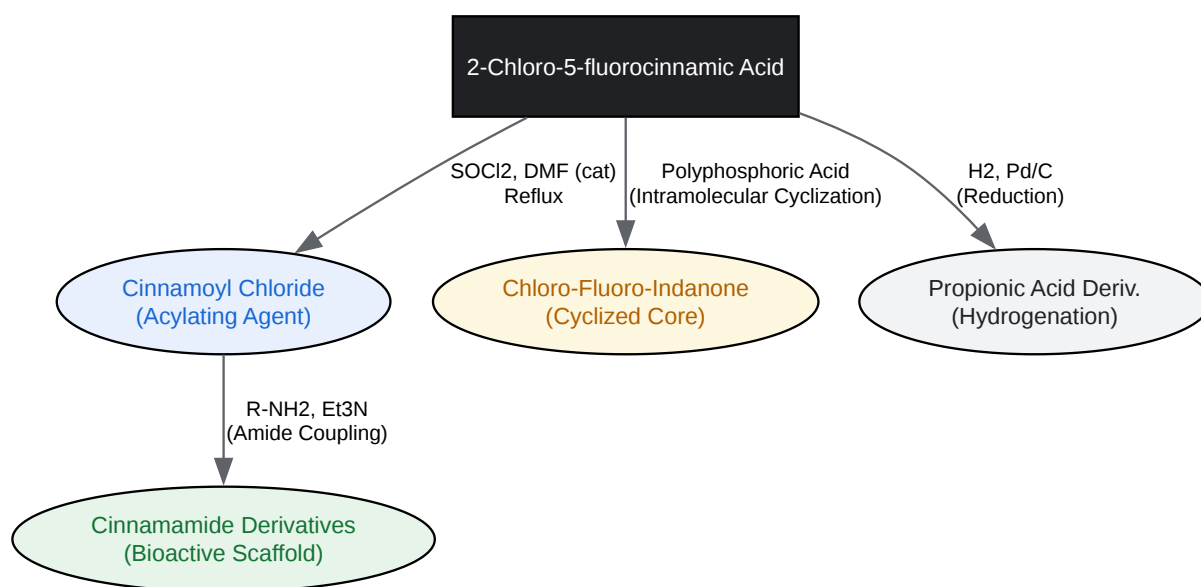 2-Chloro-5-fluorocinnamic Acid
SOCl2, DMF (cat)
Reflux
Polyphosphoric Acid
(Intramolecular Cyclization)
H2, Pd/C
(Reduction)
Cinnamoyl Chloride
(Acylating Agent)
Chloro-Fluoro-Indanone
(Cyclized Core)
Propionic Acid Deriv.
(Hydrogenation)
R-NH2, Et3N
(Amide Coupling)
Cinnamamide Derivatives
(Bioactive Scaffold)